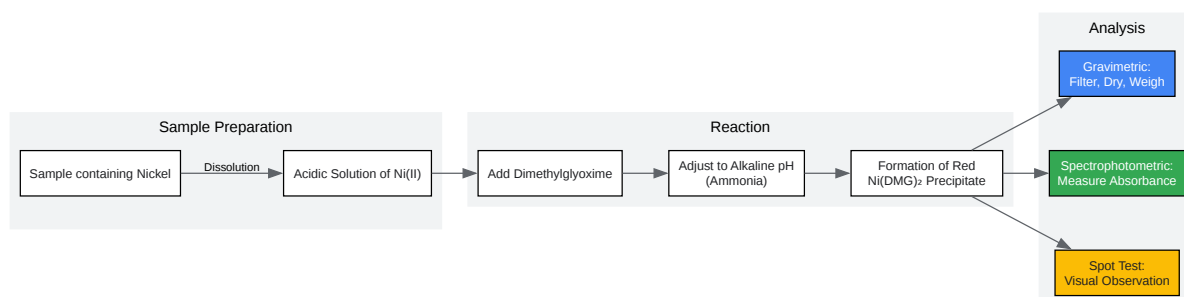 Sample Preparation
Sample containing Nickel
Dissolution
Acidic Solution of Ni(II)
Reaction
Add Dimethylglyoxime
Adjust to Alkaline pH
(Ammonia)
Formation of Red
Ni(DMG)₂ Precipitate
Analysis
Gravimetric:
Filter, Dry, Weigh
Spectrophotometric:
Measure Absorbance
Spot Test:
Visual Observation